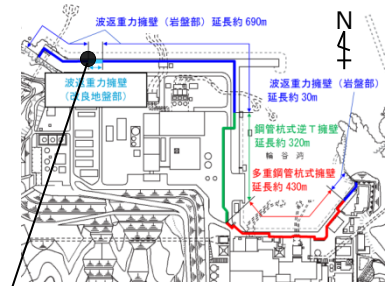 波返重力擁壁（岩盤部）延長約 690m
N
波返重力擁壁
（改良地盤部）
波返重力擁壁（岩盤部）
延長約 30m
鋼管杭式逆T擁壁
延長約 320m
輪谷湾
多重鋼管杭式擁壁
延長約 430m